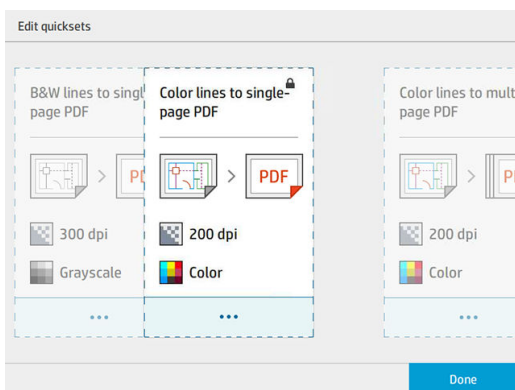 Edit quicksets
B&W lines to singl
page PDF
PD
300 dpi
Grayscale
...
Color lines to single-
page PDF
PDF
200 dpi
Color
...
Color lines to mult
page PDF
P
200 dpi
Color
...
Done